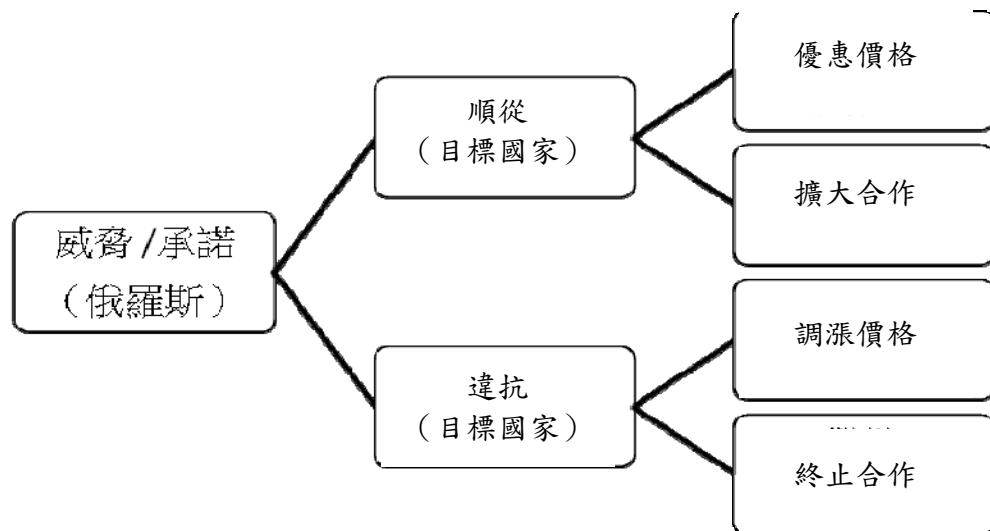 威脅/承諾
（俄羅斯）
順從
（目標國家）
違抗
（目標國家）
優惠價格
擴大合作
調漲價格
終止合作